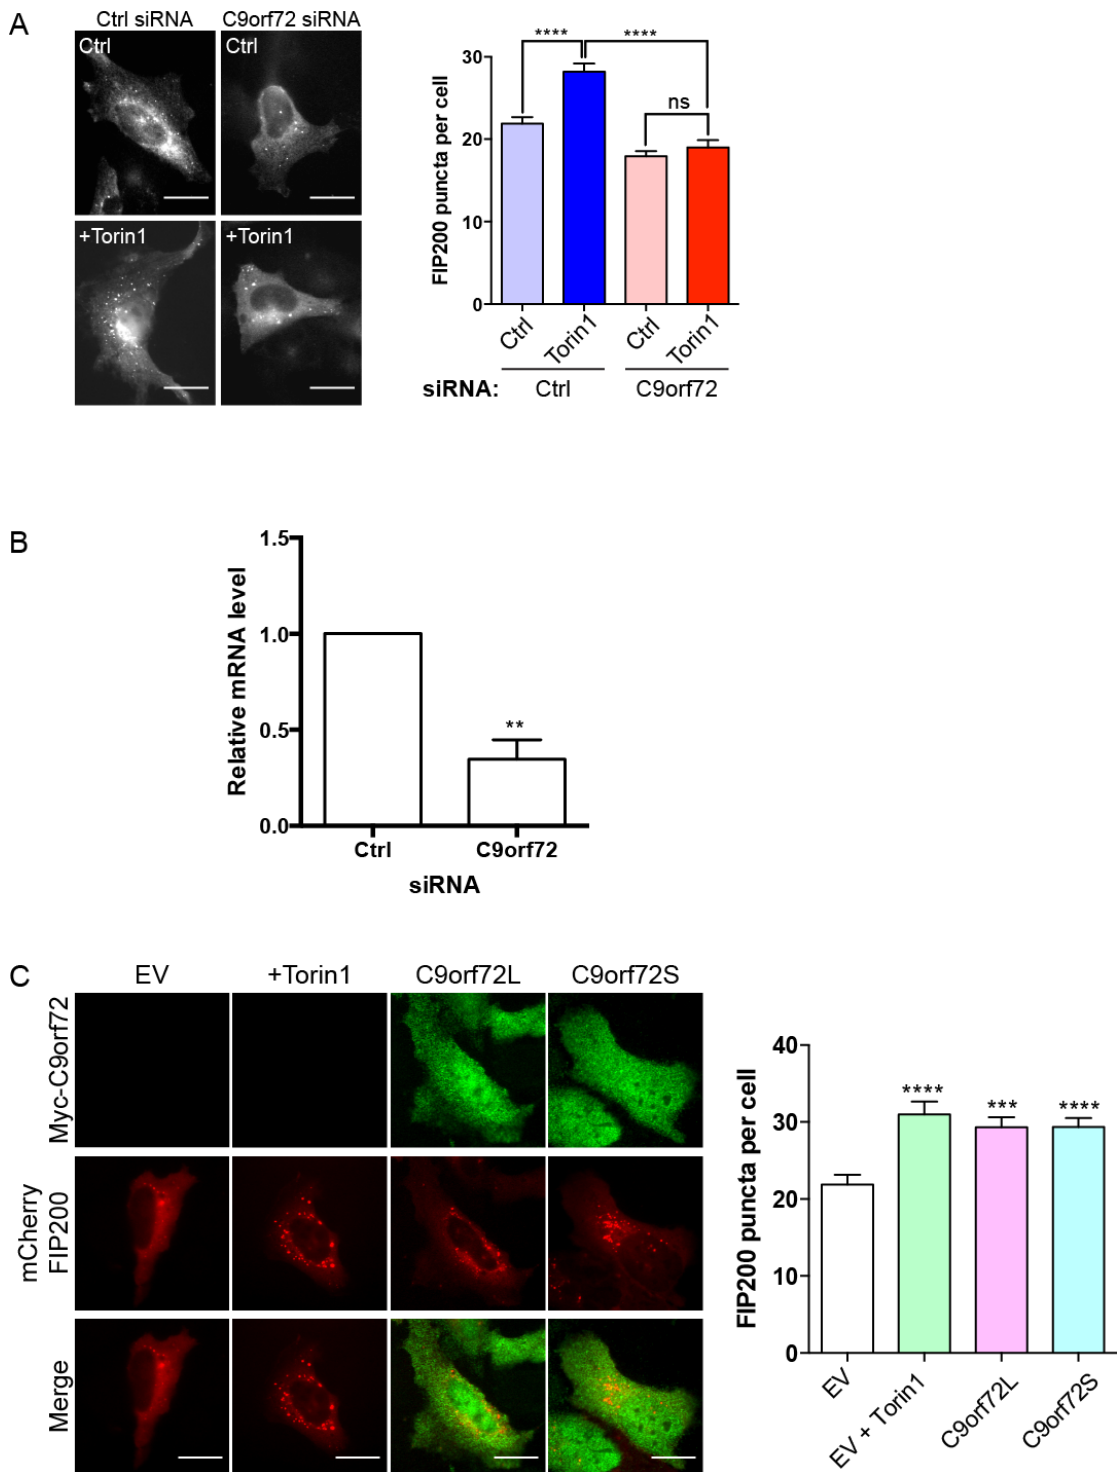 A
Ctrl siRNA C9orf72 siRNA
Ctrl Ctrl
+Torin1 +Torin1
**** ****
ns
FIP200 puncta per cell
30
20
10
0
Ctrl Torin1 Ctrl Torin1
siRNA: Ctrl C9orf72
B
Relative mRNA level
1.5
1.0
0.5
0.0
**
Ctrl C9orf72
siRNA
C
EV +Torin1 C9orf72L C9orf72S
Myc-C9orf72
mCherry
FIP200
Merge
FIP200 puncta per cell
40
30
20
10
0
**** *** ****
EV EV + Torin1 C9orf72L C9orf72S